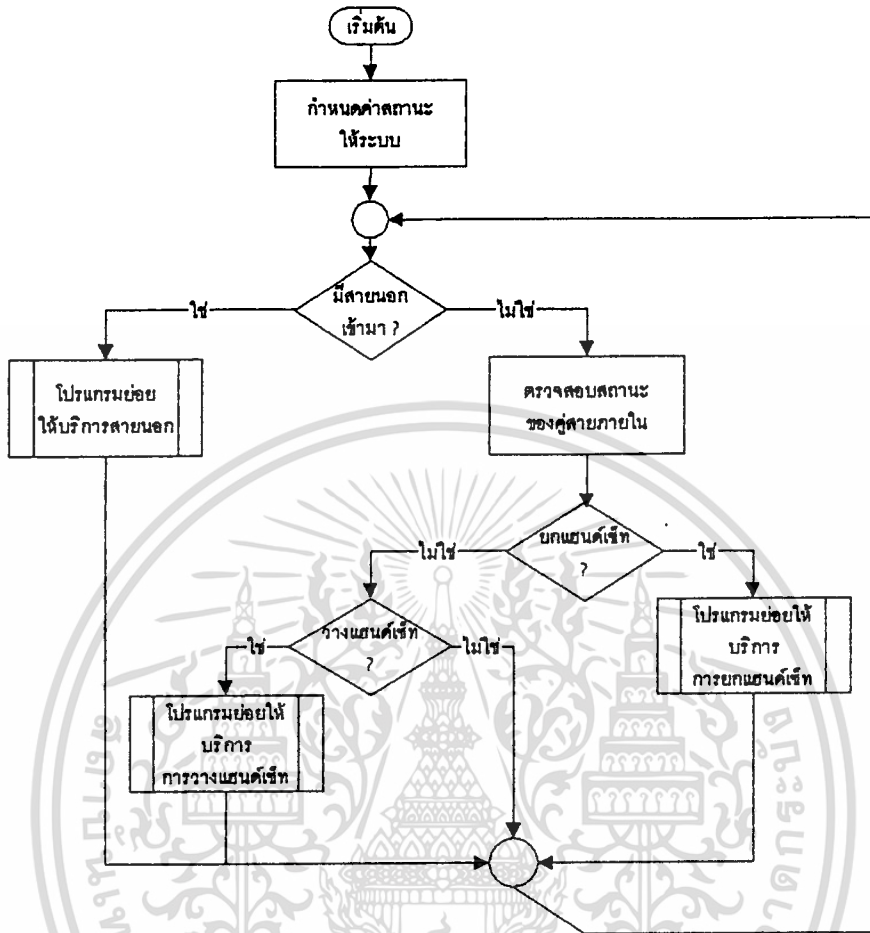 เริ่มต้น
กำหนดค่าสถานะ
ให้ระบบ
มีสายนอก
เข้ามา ?
ใช่
ไม่ใช่
โปรแกรมย่อย
ให้บริการสายนอก
ตรวจสอบสถานะ
ของคู่สายภายใน
ยกแฮนด์เซ็ท
?
ไม่ใช่
ใช่
วางแฮนด์เซ็ท
?
ใช่
ไม่ใช่
โปรแกรมย่อยให้
บริการ
การยกแฮนด์เซ็ท
โปรแกรมย่อยให้
บริการ
การวางแฮนด์เซ็ท